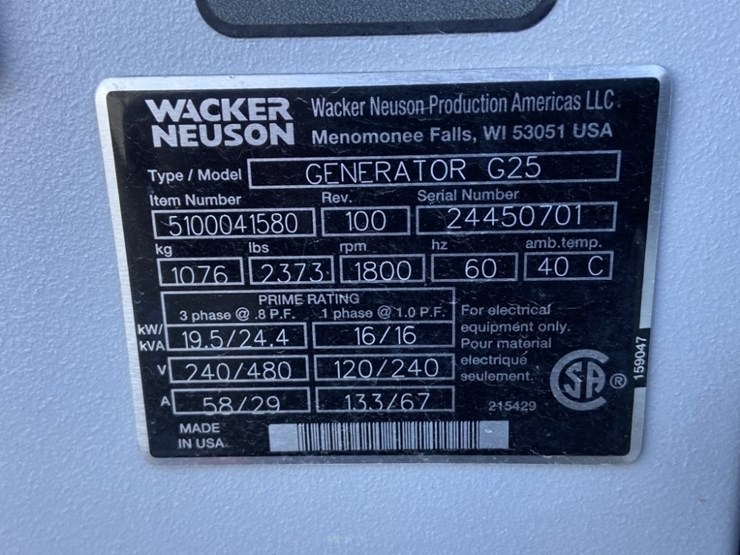 WACKER NEUSON
Wacker Neuson Production Americas LLC
Menomonee Falls, WI 53051 USA
Type / Model GENERATOR G25
Item Number Rev. Serial Number
5100041580 100 24450701
kg lbs rpm hz amb.temp.
1076 2373 1800 60 40 C
PRIME RATING
3 phase @ .8 P.F. 1 phase @ 1.0 P.F.
kW/ kVA 19.5/24.4 16/16
V 240/480 120/240
A 58/29 133/67
For electrical
equipment only.
Pour material
electriqué
seulement.
SA ®
159047
215429
MADE
IN USA